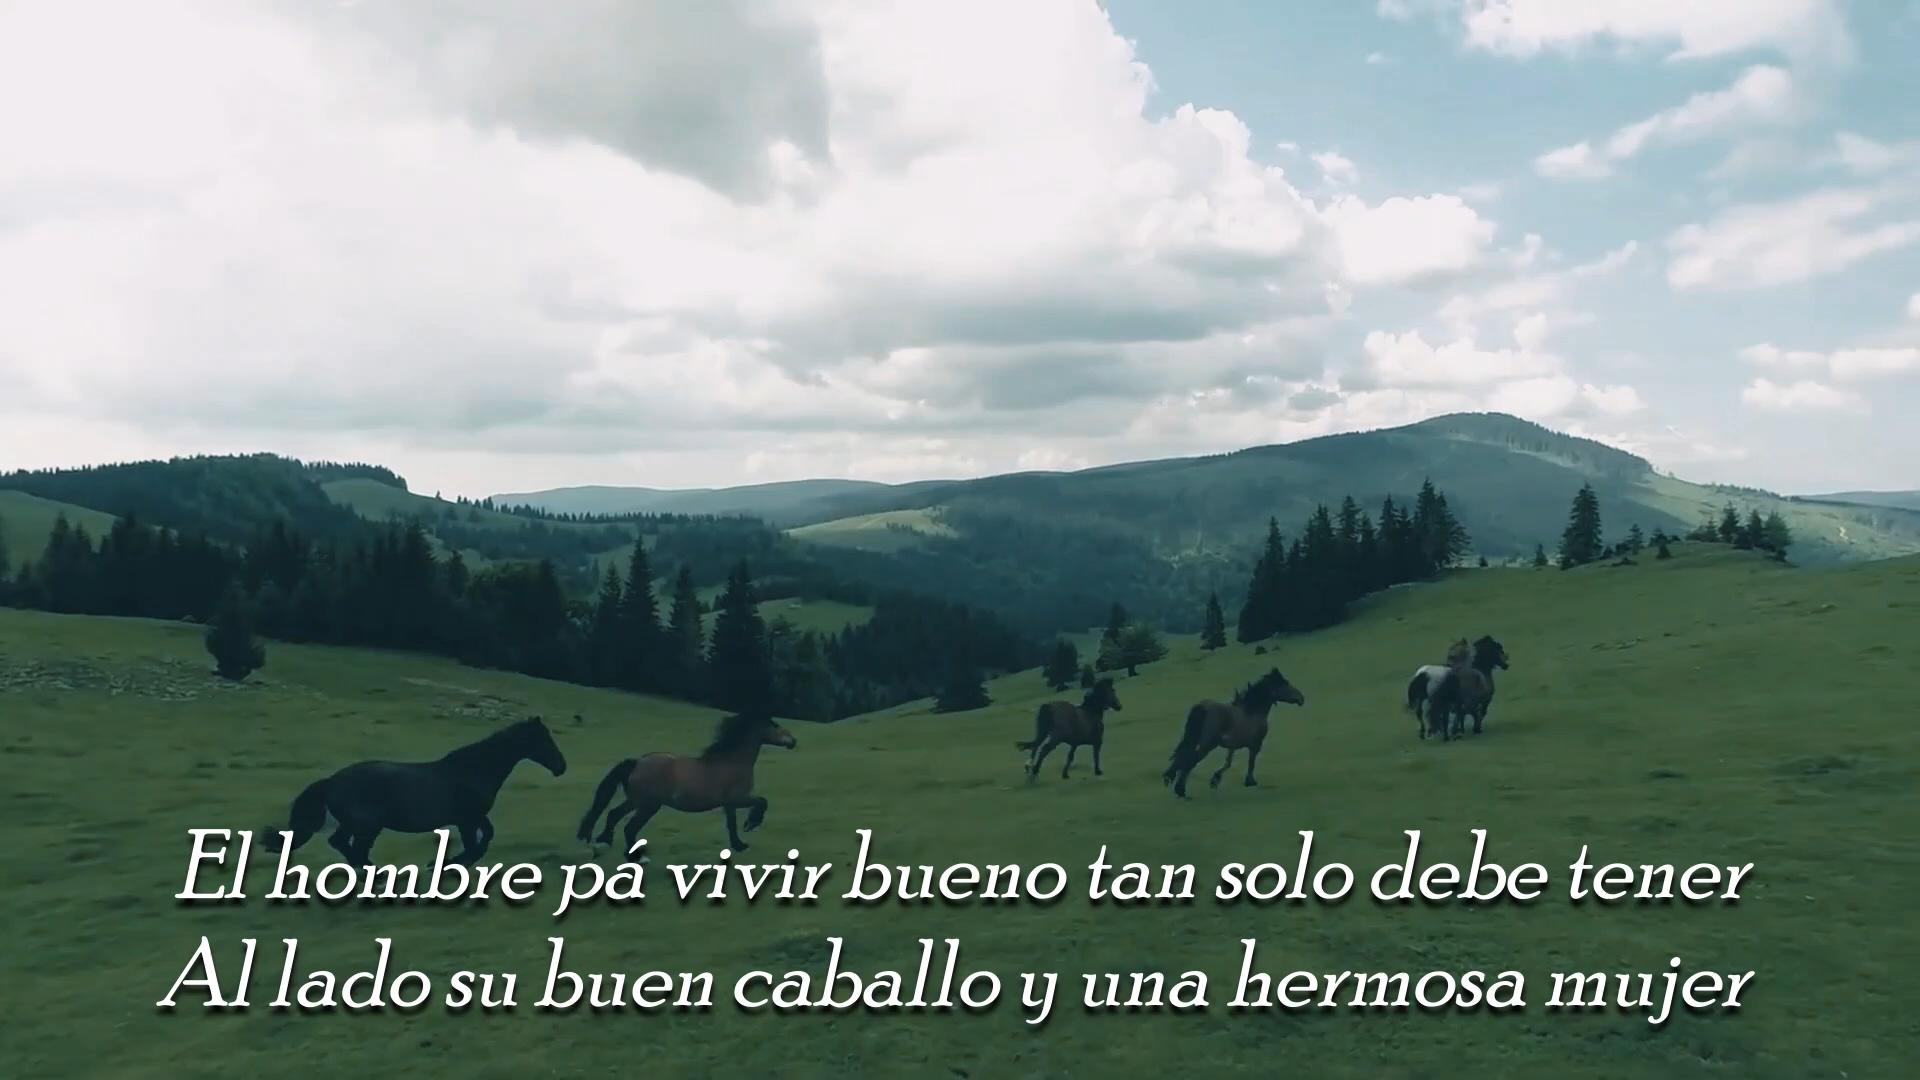 El hombre pá vivir bueno tan solo debe tener
Al lado su buen caballo y una hermosa mujer